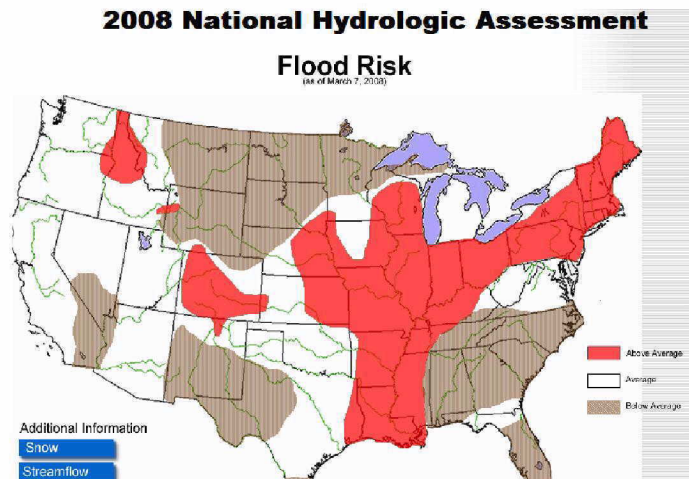 2008 National Hydrologic Assessment
Flood Risk
(as of March 7, 2008)
Above Average
Average
Below Average
Additional Information
Snow
Streamflow